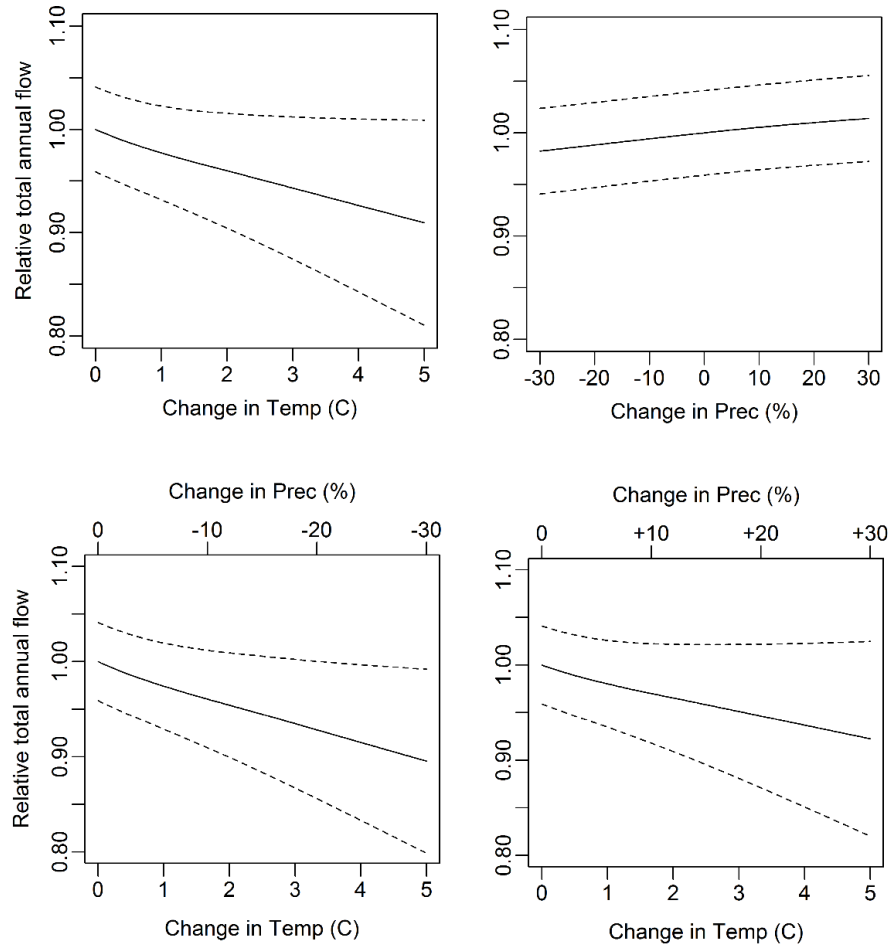 Relative total annual flow
1.10
1.00
0.90
0.80
0 1 2 3 4 5
Change in Temp (C)
1.10
1.00
0.90
0.80
-30 -20 -10 0 10 20 30
Change in Prec (%)
Change in Prec (%)
0 -10 -20 -30
Relative total annual flow
1.10
1.00
0.90
0.80
0 1 2 3 4 5
Change in Temp (C)
Change in Prec (%)
0 +10 +20 +30
1.10
1.00
0.90
0.80
0 1 2 3 4 5
Change in Temp (C)